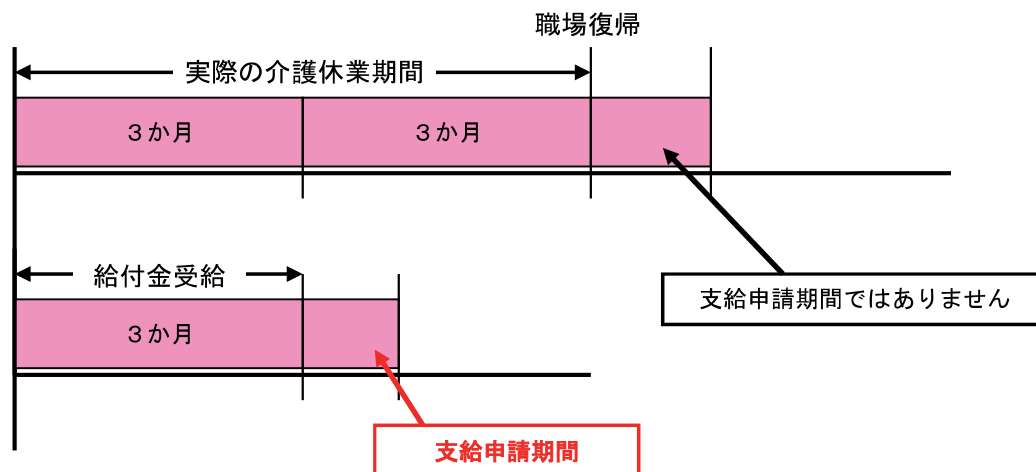 職場復帰
実際の介護休業期間
３か月
３か月
支給申請期間ではありません
給付金受給
３か月
支給申請期間